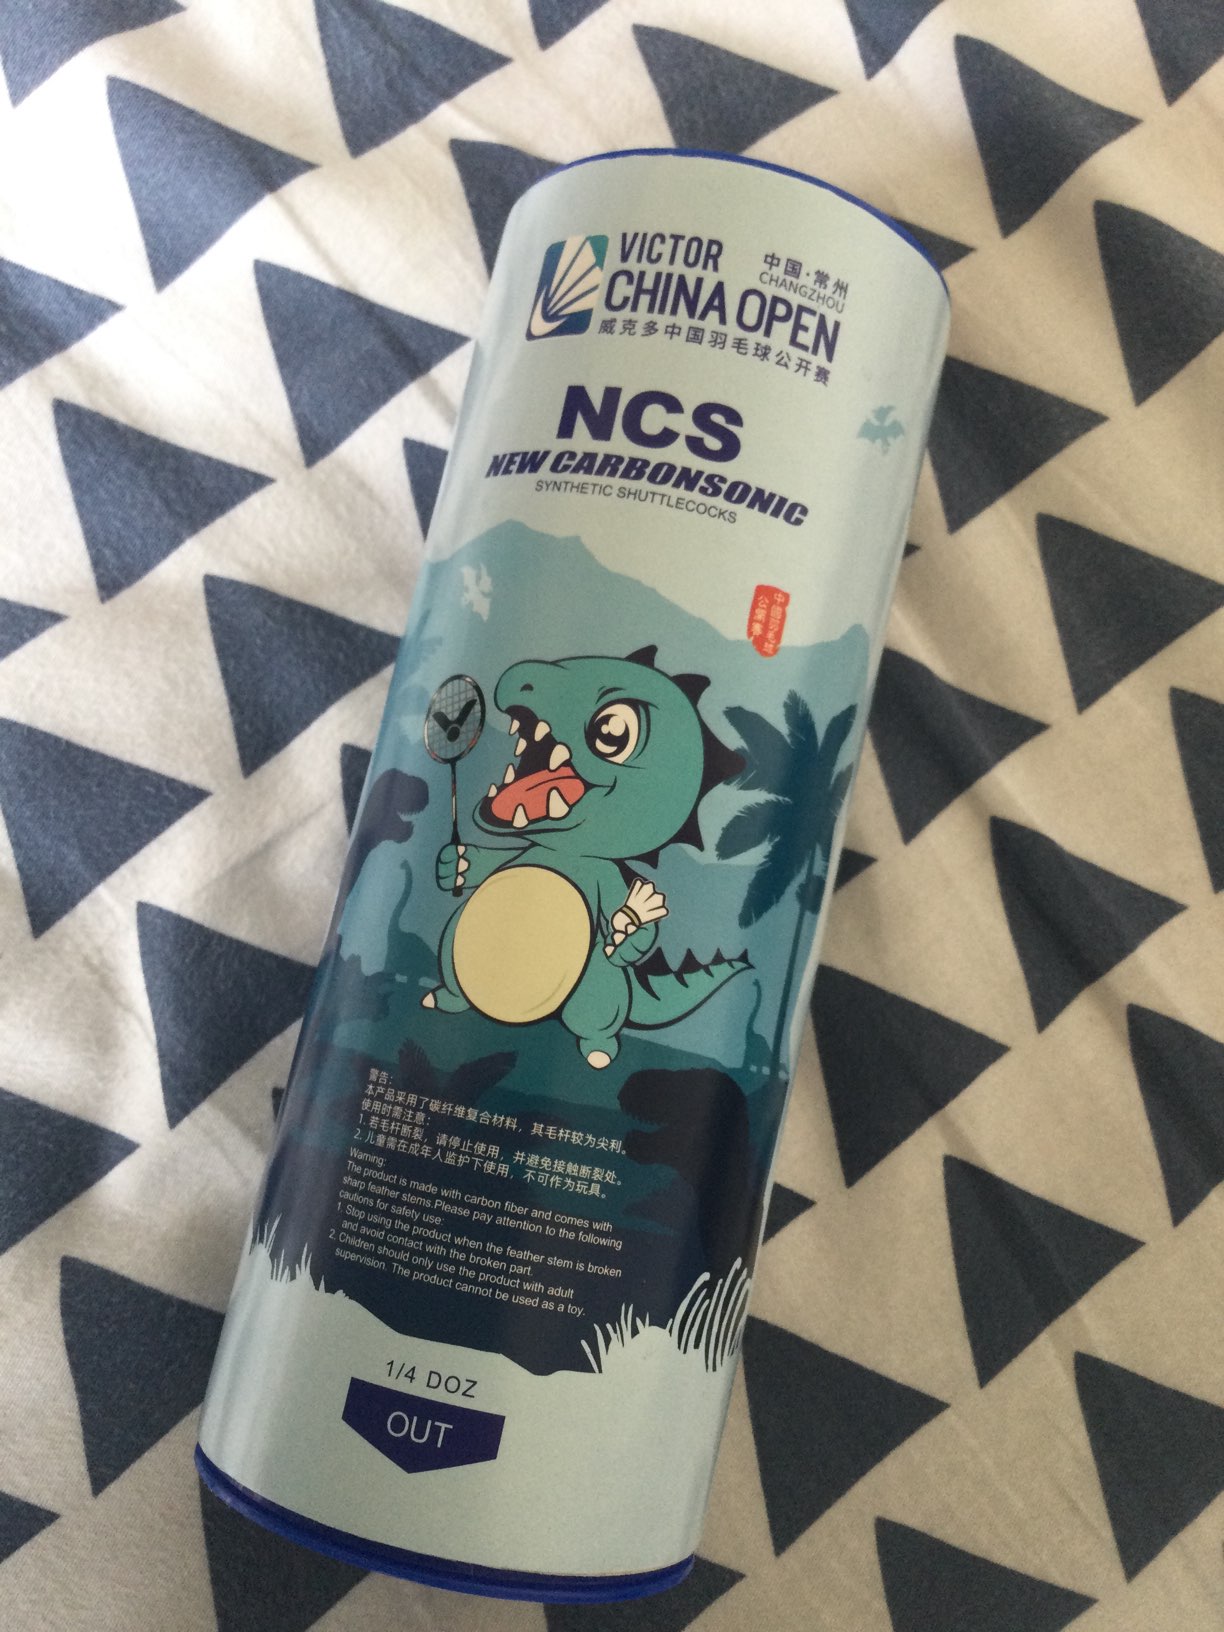 VICTOR
CHINA OPEN
中国·常州
CHANGZHOU
威克多中国羽毛球公开赛
NCS
NEW CARBONSONIC
SYNTHETIC SHUTTLECOCKS
警告：
本产品采用了碳纤维复合材料，其毛杆较为尖利。
使用时需注意：
1. 若毛杆断裂，请停止使用，并避免接触断裂处。
2. 儿童需在成年人监护下使用，不可作为玩具。
Warning:
The product is made with carbon fiber and comes with
sharp feather stems.Please pay attention to the following
cautions for safety use:
1. Stop using the product when the feather stem is broken
and avoid contact with the broken part.
2. Children should only use the product with adult
supervision. The product cannot be used as a toy.
1/4 DOZ
OUT